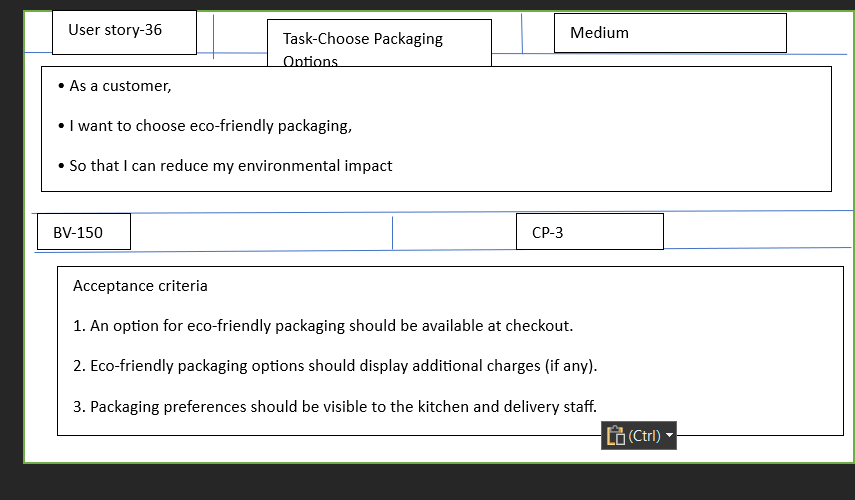 User story-36
Task-Choose Packaging
Options
Medium
• As a customer,
• I want to choose eco-friendly packaging,
• So that I can reduce my environmental impact
BV-150
CP-3
Acceptance criteria
1. An option for eco-friendly packaging should be available at checkout.
2. Eco-friendly packaging options should display additional charges (if any).
3. Packaging preferences should be visible to the kitchen and delivery staff.
(Ctrl)